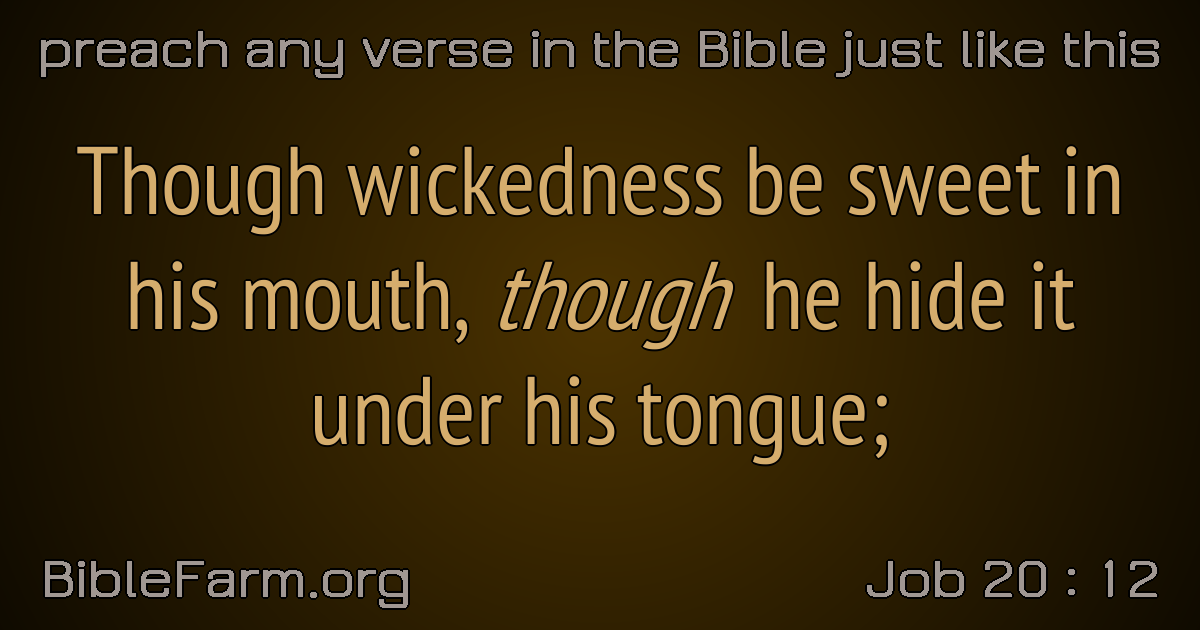 preach any verse in the Bible just like this
Though wickedness be sweet in
his mouth, though he hide it
under his tongue;
BibleFarm.org
Job 20 : 12